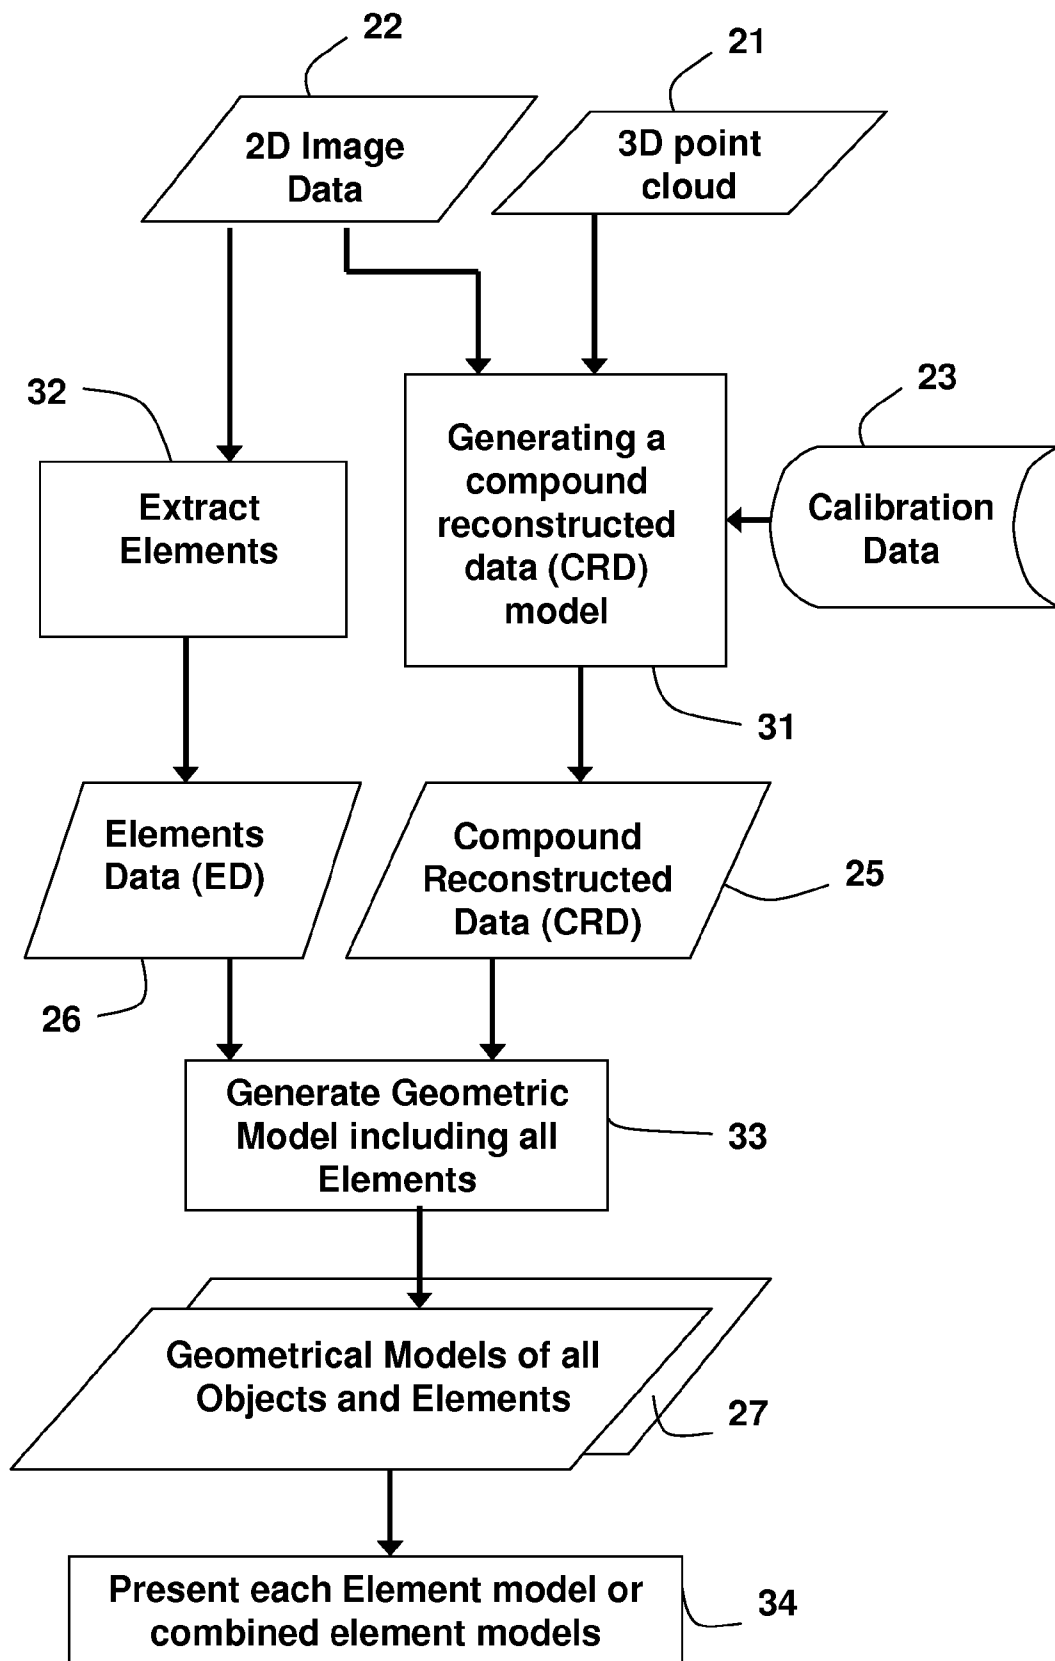 22
21
2D Image
Data
3D point
cloud
32
23
Extract
Elements
Generating a
compound
reconstructed
data (CRD)
model
Calibration
Data
31
Elements
Data (ED)
Compound
Reconstructed
Data (CRD)
25
26
Generate Geometric
Model including all
Elements
33
Geometrical Models of all
Objects and Elements
27
Present each Element model or
combined element models
34